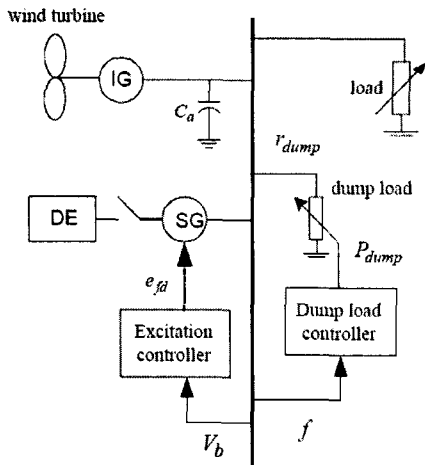 wind turbine
IG
C_a
load
r_dump
dump load
DE
SG
P_dump
e_fd
Excitation
controller
Dump load
controller
V_b
f